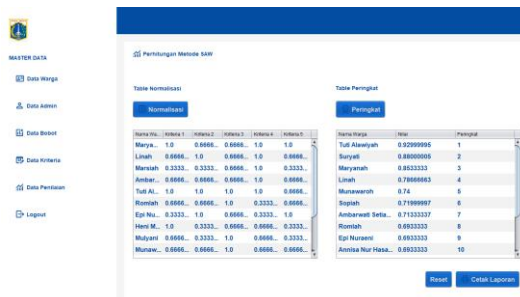 MASTER DATA
Data Warga
Data Admin
Data Bobot
Data Kriteria
Data Penilaian
Logout
Perhitungan Metode SAW
Table Normalisasi
Normalisasi
Nama Wa... Kriteria 1 Kriteria 2 Kriteria 3 Kriteria 4 Kriteria 5
Marya... 1.0 0.6666... 0.6666... 1.0 1.0
Linah 0.6666... 1.0 0.6666... 1.0 0.6666...
Marsiah 0.3333... 0.3333... 0.6666... 1.0 0.6666...
Ambar... 0.6666... 0.6666... 0.6666... 1.0 0.6666...
Tuti Al... 1.0 1.0 1.0 1.0 0.6666...
Romlah 0.6666... 0.6666... 1.0 0.3333... 0.6666...
Epi Nu... 0.3333... 1.0 0.6666... 0.3333... 1.0
Heni M... 1.0 0.3333... 0.6666... 0.6666... 0.3333...
Mulyani 0.6666... 0.3333... 1.0 0.6666... 0.3333...
Munaw... 0.6666... 0.6666... 1.0 0.6666... 0.6666...
Table Peringkat
Peringkat
Nama Warga Nilai Peringkat
Tuti Alawiyah 0.92999995 1
Suryati 0.88000005 2
Maryanah 0.8533333 3
Linah 0.78666663 4
Munawaroh 0.74 5
Sopiah 0.71999997 6
Ambarwati Setia... 0.71333337 7
Romlah 0.6933333 8
Epi Nuraeni 0.6933333 9
Annisa Nur Hasa... 0.6933333 10
Reset Cetak Laporan